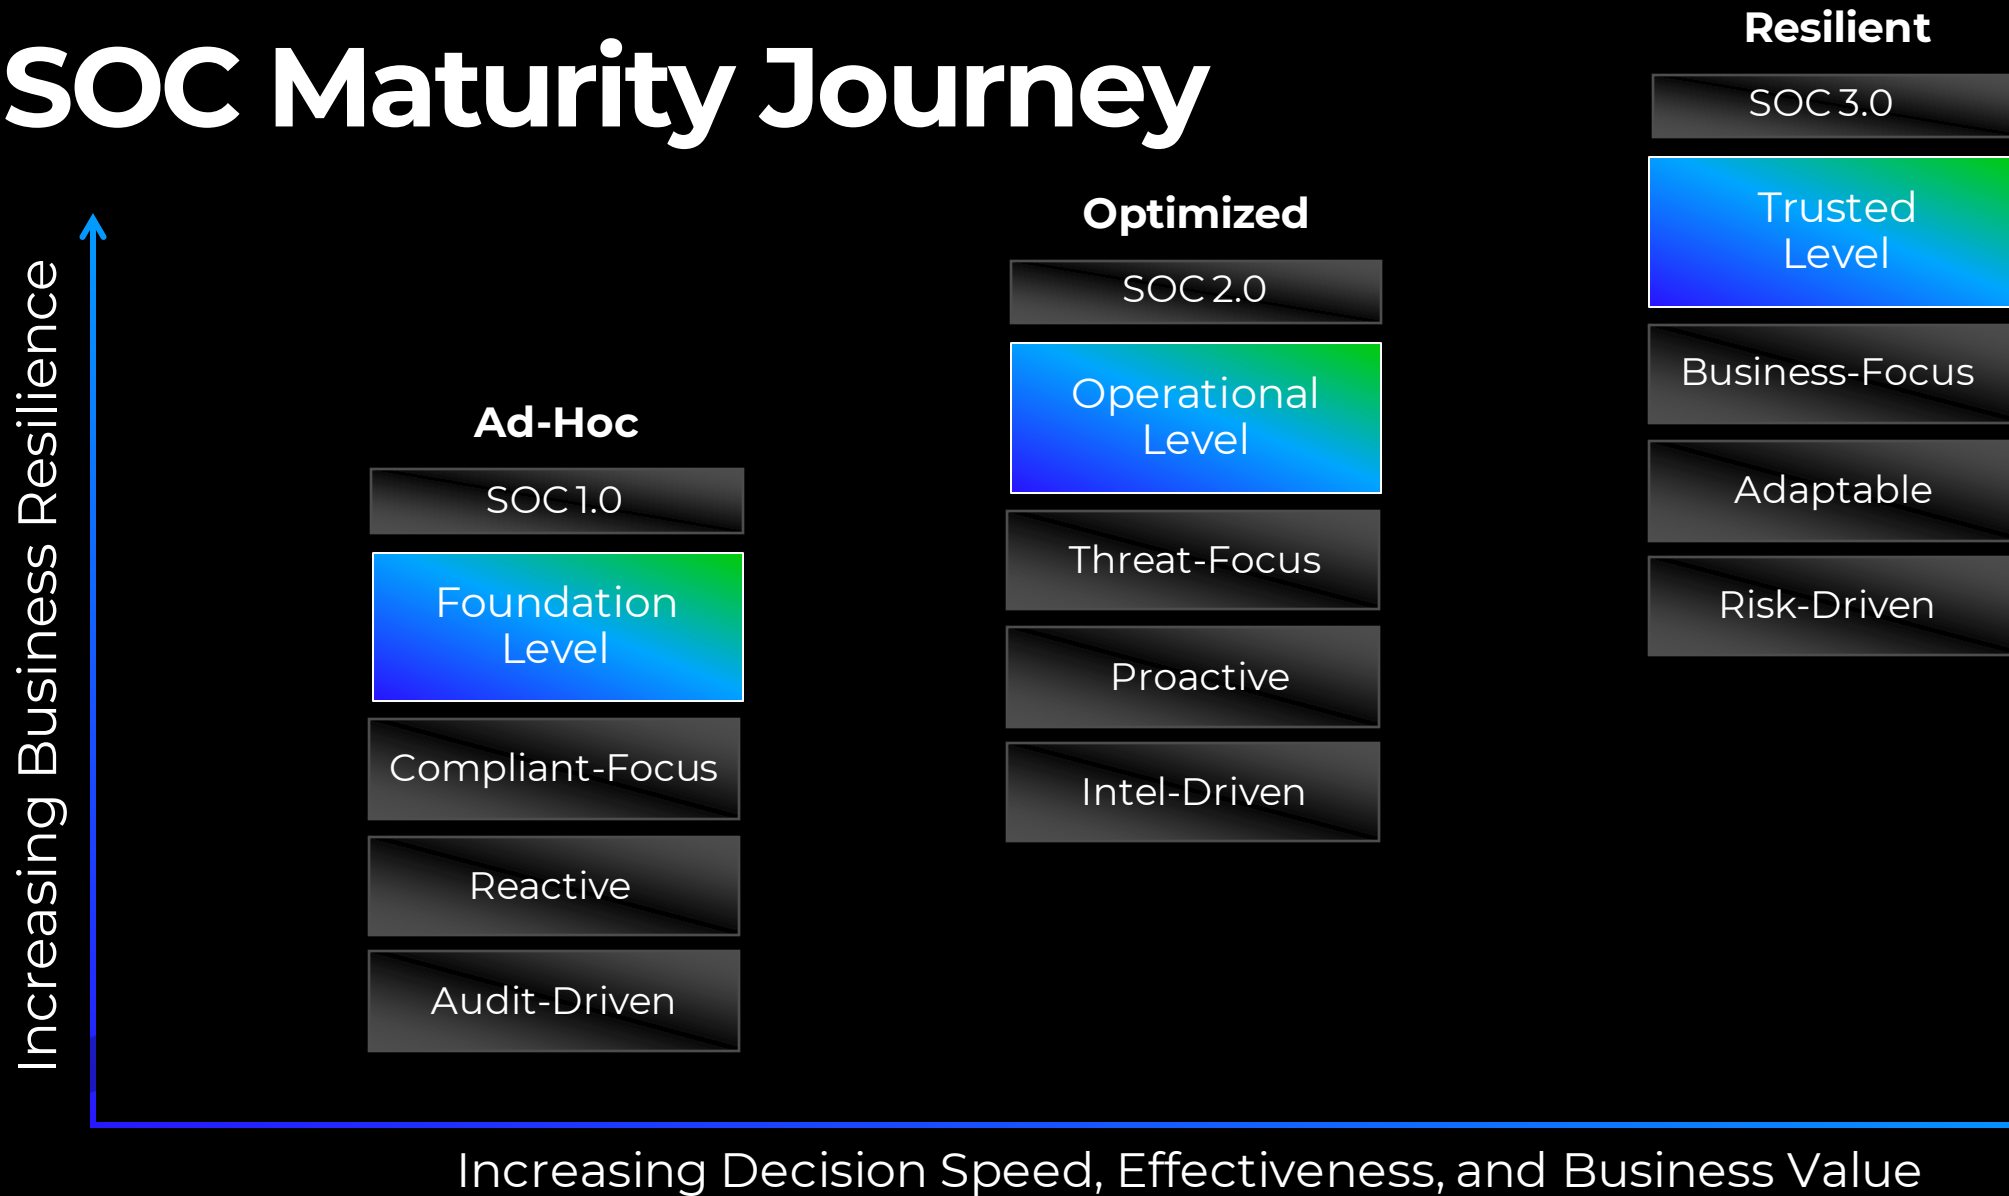 SOC Maturity Journey
Increasing Business Resilience
Ad-Hoc
SOC 1.0
Foundation
Level
Compliant-Focus
Reactive
Audit-Driven
Optimized
SOC 2.0
Operational
Level
Threat-Focus
Proactive
Intel-Driven
Resilient
SOC 3.0
Trusted
Level
Business-Focus
Adaptable
Risk-Driven
Increasing Decision Speed, Effectiveness, and Business Value